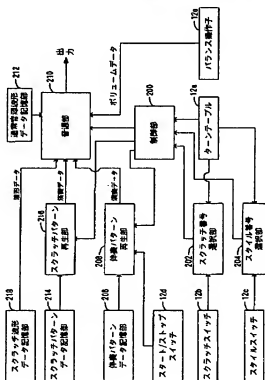 通常音源波形
データ記憶部
212
出力
音源部
210
ボリュームデータ
バランス操作子
12e
波形データ
演奏データ
演奏データ
制御部
200
ターンテーブル
12a
スクラッチパターン
再生部
216
伴奏パターン
再生部
208
スクラッチ番号
選択部
202
スタイル番号
選択部
204
スクラッチ波形
データ記憶部
218
スクラッチパターン
データ記憶部
214
伴奏パターン
データ記憶部
206
スタート/ストップ
スイッチ
12d
スクラッチスイッチ
12b
スタイルスイッチ
12c